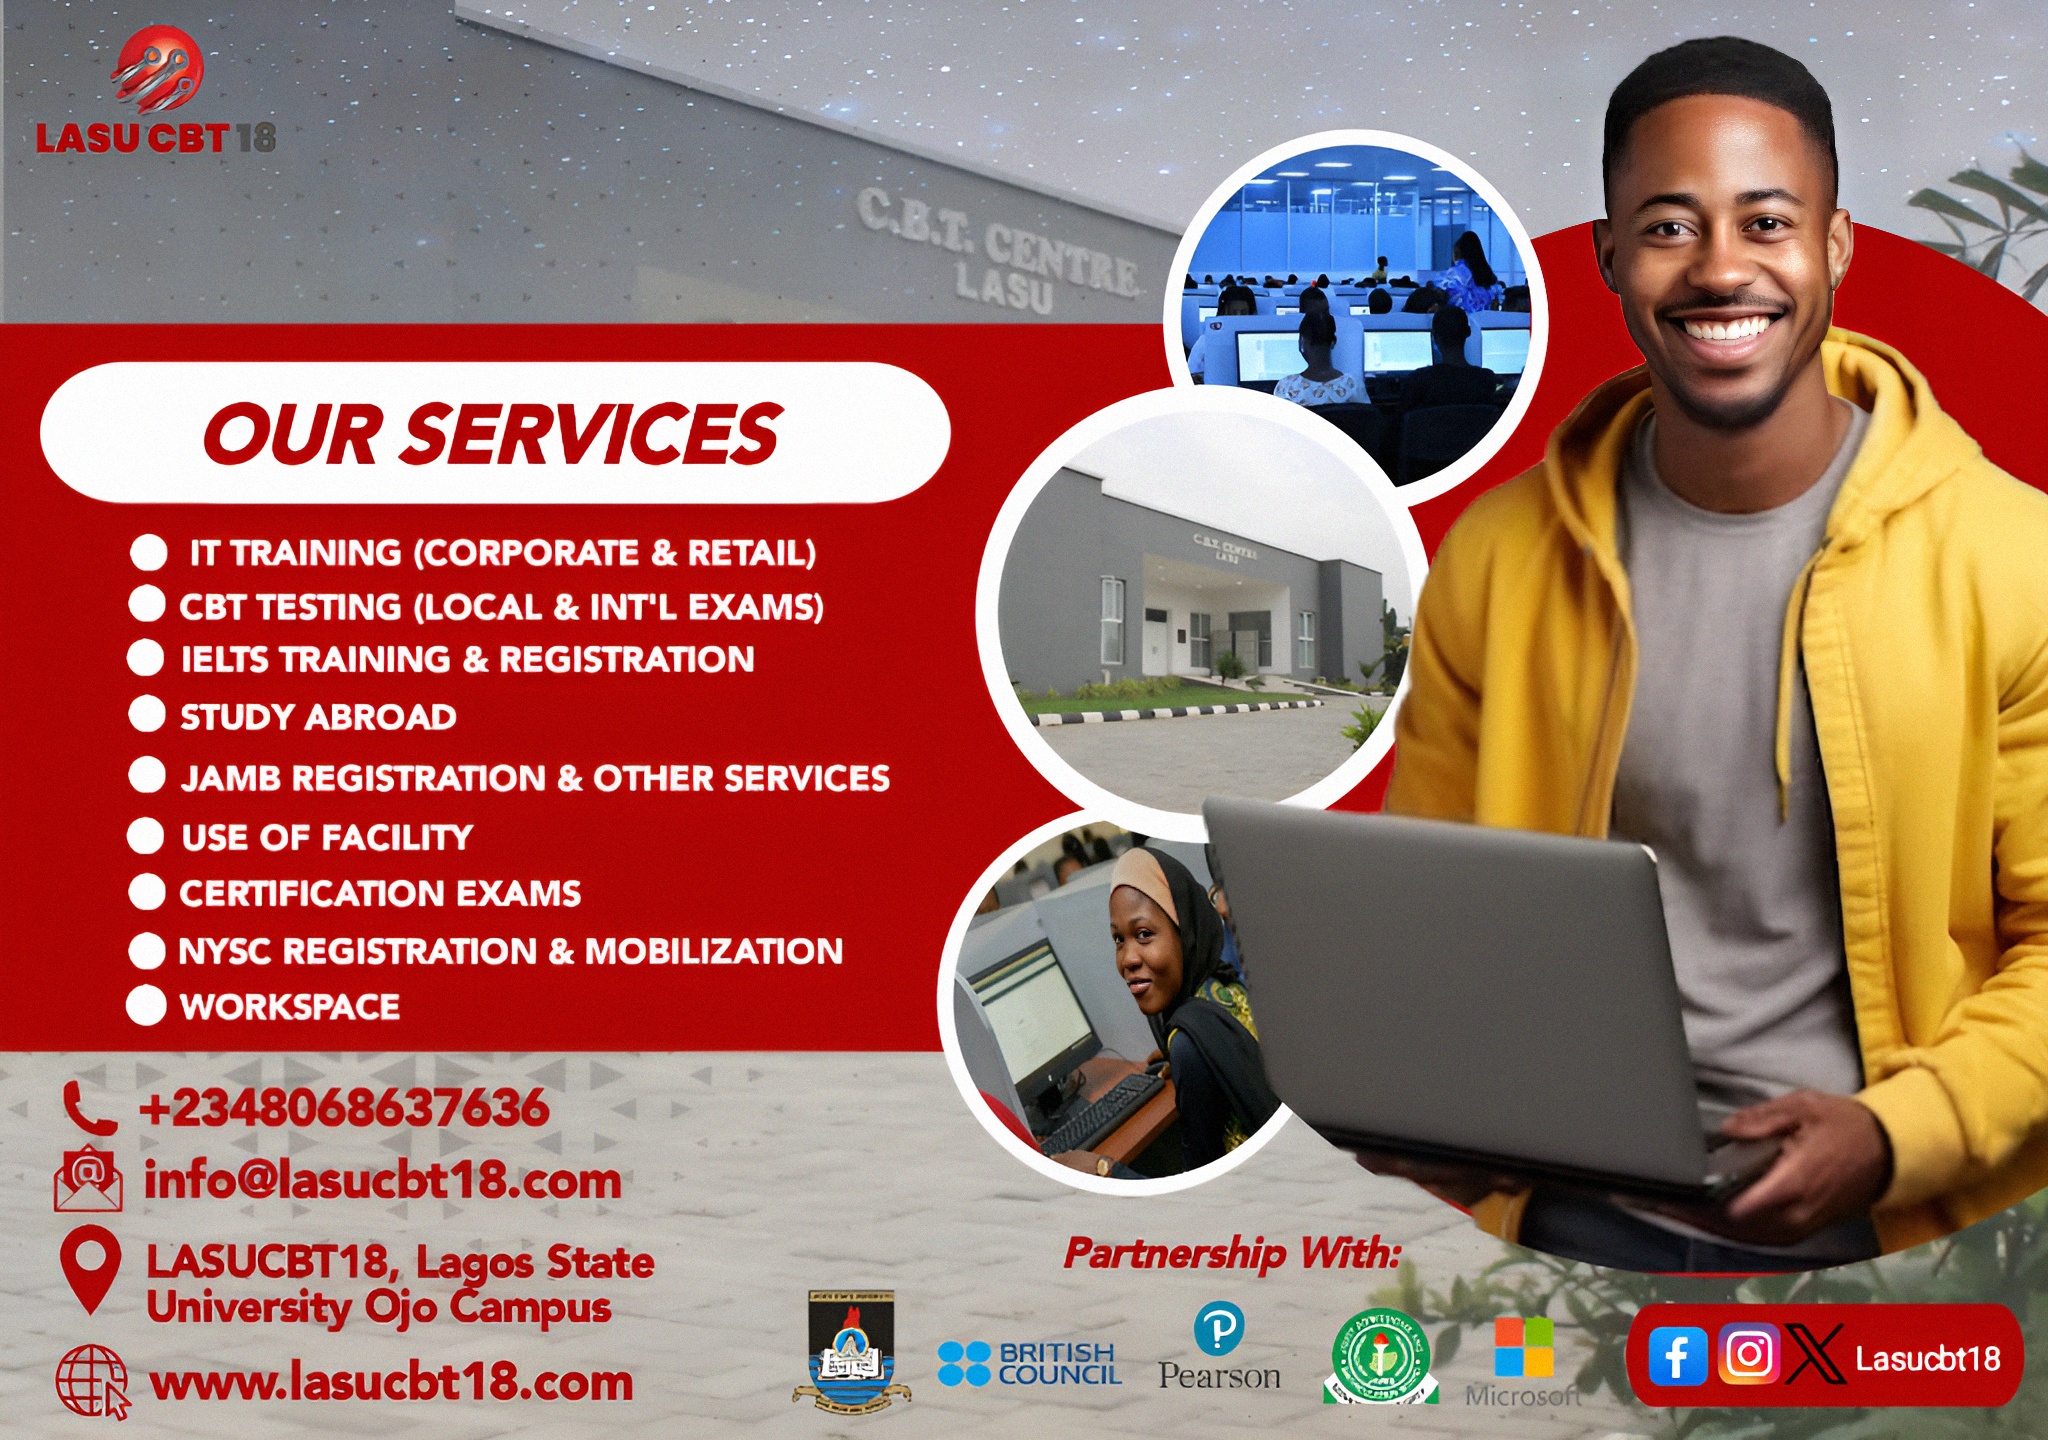 LASU CBT 18
C.B.T. CENTRE
LASU
OUR SERVICES
IT TRAINING (CORPORATE & RETAIL)
CBT TESTING (LOCAL & INT'L EXAMS)
IELTS TRAINING & REGISTRATION
STUDY ABROAD
JAMB REGISTRATION & OTHER SERVICES
USE OF FACILITY
CERTIFICATION EXAMS
NYSC REGISTRATION & MOBILIZATION
WORKSPACE
C.B.T. CENTRE
+2348068637636
info@lasucbt18.com
LASUCBT18, Lagos State
University Ojo Campus
www.lasucbt18.com
Partnership With:
BRITISH
COUNCIL
Pearson
Microsoft
Lasucbt18